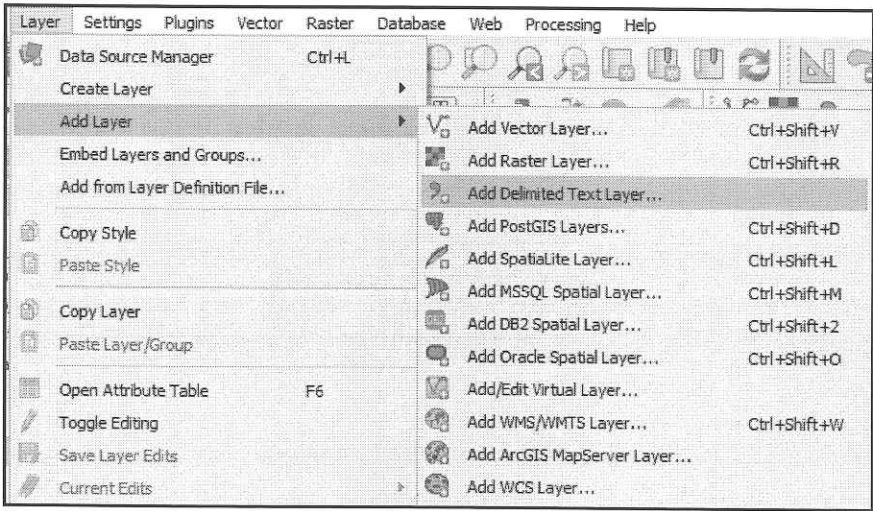 Layer Settings Plugins Vector Raster Database Web Processing Help
Data Source Manager Ctrl+L
Create Layer
Add Layer
Embed Layers and Groups...
Add from Layer Definition File...
Copy Style
Paste Style
Copy Layer
Paste Layer/Group
Open Attribute Table F6
Toggle Editing
Save Layer Edits
Current Edits
Add Vector Layer... Ctrl+Shift+V
Add Raster Layer... Ctrl+Shift+R
Add Delimited Text Layer...
Add PostGIS Layers... Ctrl+Shift+D
Add SpatiaLite Layer... Ctrl+Shift+L
Add MSSQL Spatial Layer... Ctrl+Shift+M
Add DB2 Spatial Layer... Ctrl+Shift+2
Add Oracle Spatial Layer... Ctrl+Shift+O
Add/Edit Virtual Layer...
Add WMS/WMTS Layer... Ctrl+Shift+W
Add ArcGIS MapServer Layer...
Add WCS Layer...